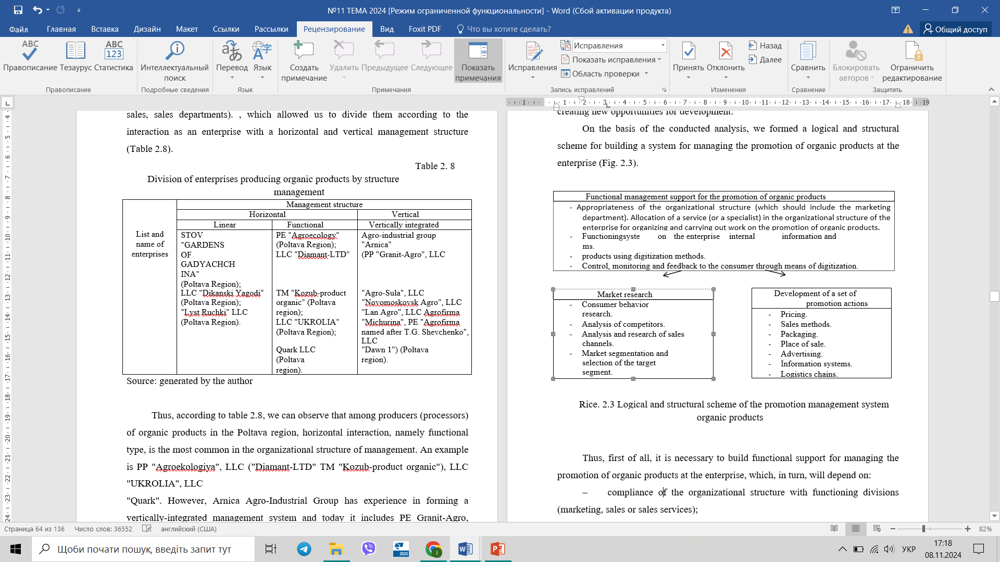 №11 ТЕМА 2024 [Режим ограниченной функциональности] - Word (Сбой активации продукта)
Файл Главная Вставка Дизайн Макет Ссылки Рассылки Рецензирование Вид Foxit PDF Что вы хотите сделать? Общий доступ
ABC
Правописание
Тезаурус
ABC
123
Статистика
Правописание
Интеллектуальный
поиск
Подробные сведения
Перевод
Язык
Язык
Создать
примечание
Удалить
Предыдущее
Следующее
Показать
примечания
Примечания
Исправления
Исправления
Показать исправления
Область проверки
Запись исправлений
Принять
Отклонить
Назад
Далее
Изменения
Сравнить
Сравнение
Блокировать
авторов
Ограничить
редактирование
Защитить
sales, sales departments). , which allowed us to divide them according to the
interaction as an enterprise with a horizontal and vertical management structure
(Table 2.8).
Table 2. 8
Division of enterprises producing organic products by structure
management
List and
name of
enterprises
Management structure
Horizontal
Vertical
Linear
Functional
Vertically integrated
STOV
"GARDENS
OF
GADYACHCH
INA"
(Poltava Region);
LLC "Dikanski Yagodi"
(Poltava Region);
"Lyst Ruchki" LLC
(Poltava Region).
PE "Agroecology"
(Poltava Region);
LLC "Diamant-LTD"
TM "Kozub-product
organic" (Poltava
region);
LLC "UKROLIA"
(Poltava Region);
Quark LLC
(Poltava
region).
Agro-industrial group
"Arnica"
(PP "Granit-Agro", LLC
"Agro-Sula", LLC
"Novomoskovsk Agro", LLC
"Lan Agro", LLC Agrofirma
"Michurina", PE "Agrofirma
named after T.G. Shevchenko",
LLC
"Dawn 1") (Poltava
region).
Source: generated by the author
Thus, according to table 2.8, we can observe that among producers (processors)
of organic products in the Poltava region, horizontal interaction, namely functional
type, is the most common in the organizational structure of management. An example
is PP "Agroekologiya", LLC ("Diamant-LTD" TM "Kozub-product organic"), LLC
"UKROLIA", LLC
"Quark". However, Arnica Agro-Industrial Group has experience in forming a
vertically-integrated management system and today it includes PE Granit-Agro,
creating new opportunities for development.
On the basis of the conducted analysis, we formed a logical and structural
scheme for building a system for managing the promotion of organic products at the
enterprise (Fig. 2.3).
Functional management support for the promotion of organic products
- Appropriateness of the organizational structure (which should include the marketing
department). Allocation of a service (or a specialist) in the organizational structure of the
enterprise for organizing and carrying out work on the promotion of organic products.
- Functioningsyste on the enterprise internal information and
ms.
- products using digitization methods.
- Control, monitoring and feedback to the consumer through means of digitization.
Market research
- Consumer behavior
research.
- Analysis of competitors.
- Analysis and research of sales
channels.
- Market segmentation and
selection of the target
segment.
Development of a set of
promotion actions
- Pricing.
- Sales methods.
- Packaging.
- Place of sale.
- Advertising.
- Information systems.
- Logistics chains.
Rice. 2.3 Logical and structural scheme of the promotion management system
organic products
Thus, first of all, it is necessary to build functional support for managing the
promotion of organic products at the enterprise, which, in turn, will depend on:
– compliance of the organizational structure with functioning divisions
(marketing, sales or sales services);
Страница 64 из 136 Число слов: 36552 английский (США) 82%
Щоби почати пошук, введіть запит тут
2020
УКР
17:18
08.11.2024